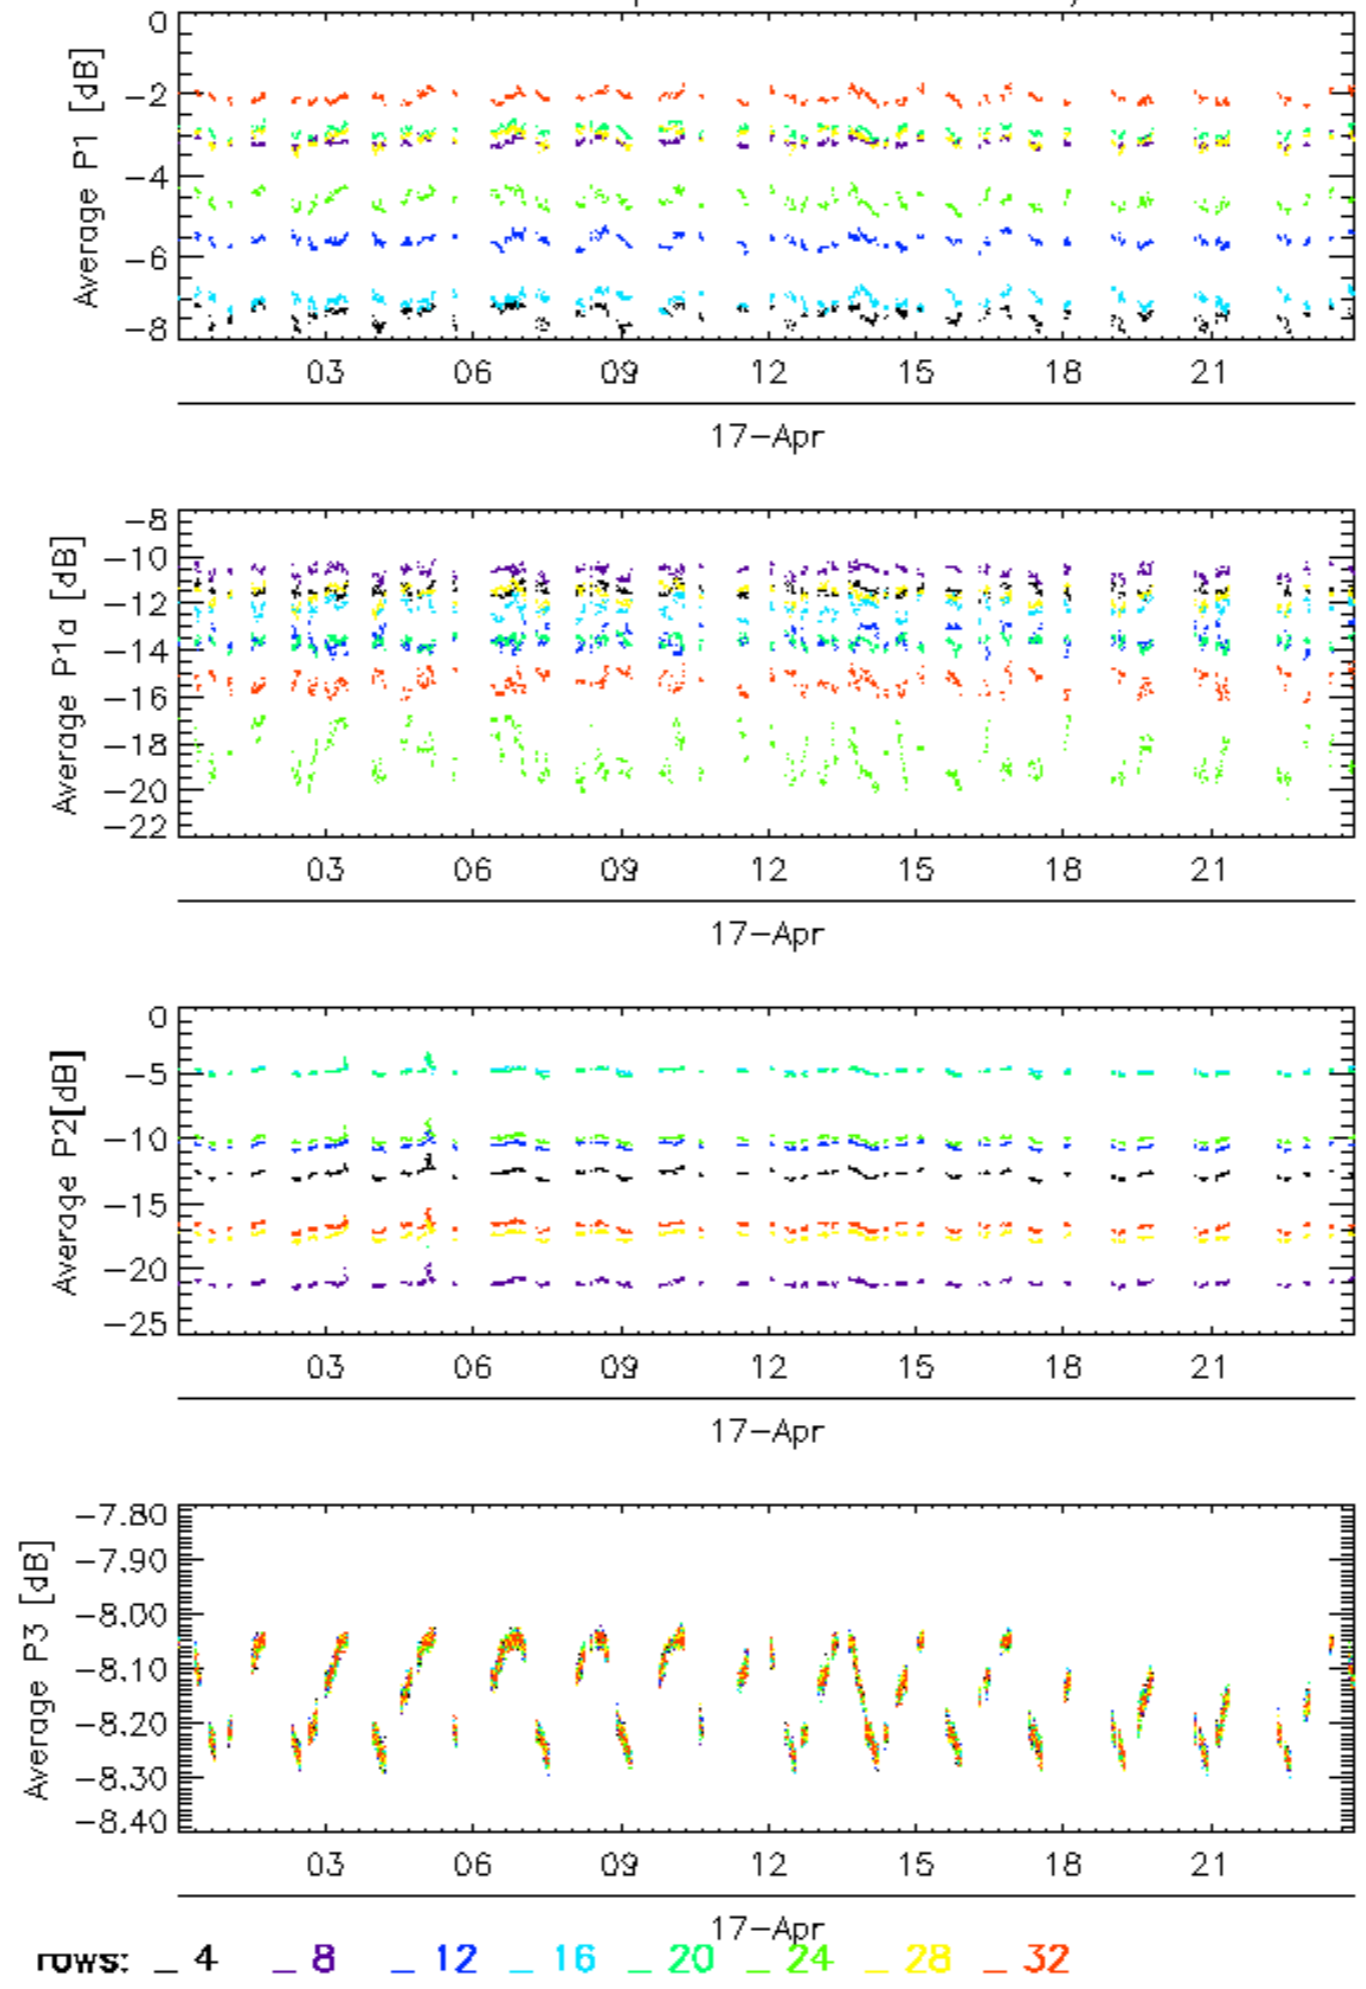 0
−2
−4
−6
−8
Average P1 [dB]
03 06 09 12 15 18 21
17−Apr
−8
−10
−12
−14
−16
−18
−20
−22
Average P1a [dB]
03 06 09 12 15 18 21
17−Apr
0
−5
−10
−15
−20
−25
Average P2[dB]
03 06 09 12 15 18 21
17−Apr
−7.80
−7.90
−8.00
−8.10
−8.20
−8.30
−8.40
Average P3 [dB]
03 06 09 12 15 18 21
17−Apr
rows: _ 4 _ 8 _ 12 _ 16 _ 20 _ 24 _ 28 _ 32